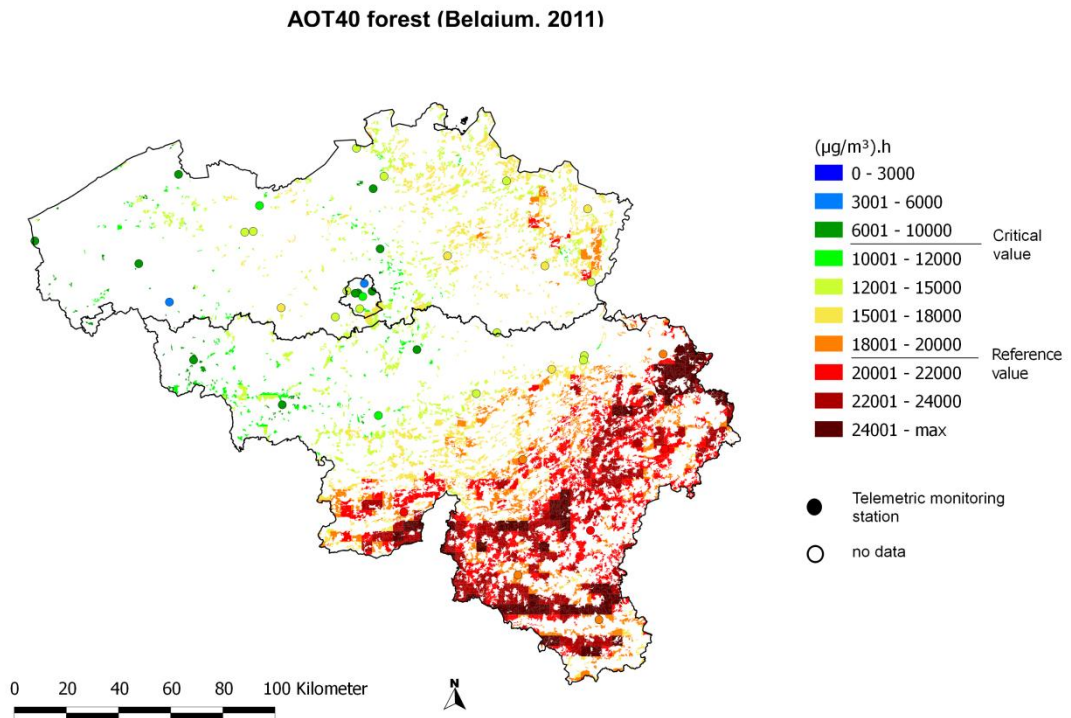 AOT40 forest (Belgium, 2011)
(µg/m³).h
0 - 3000
3001 - 6000
6001 - 10000
Critical value
10001 - 12000
12001 - 15000
15001 - 18000
18001 - 20000
Reference value
20001 - 22000
22001 - 24000
24001 - max
Telemetric monitoring
station
no data
0 20 40 60 80 100 Kilometer
N